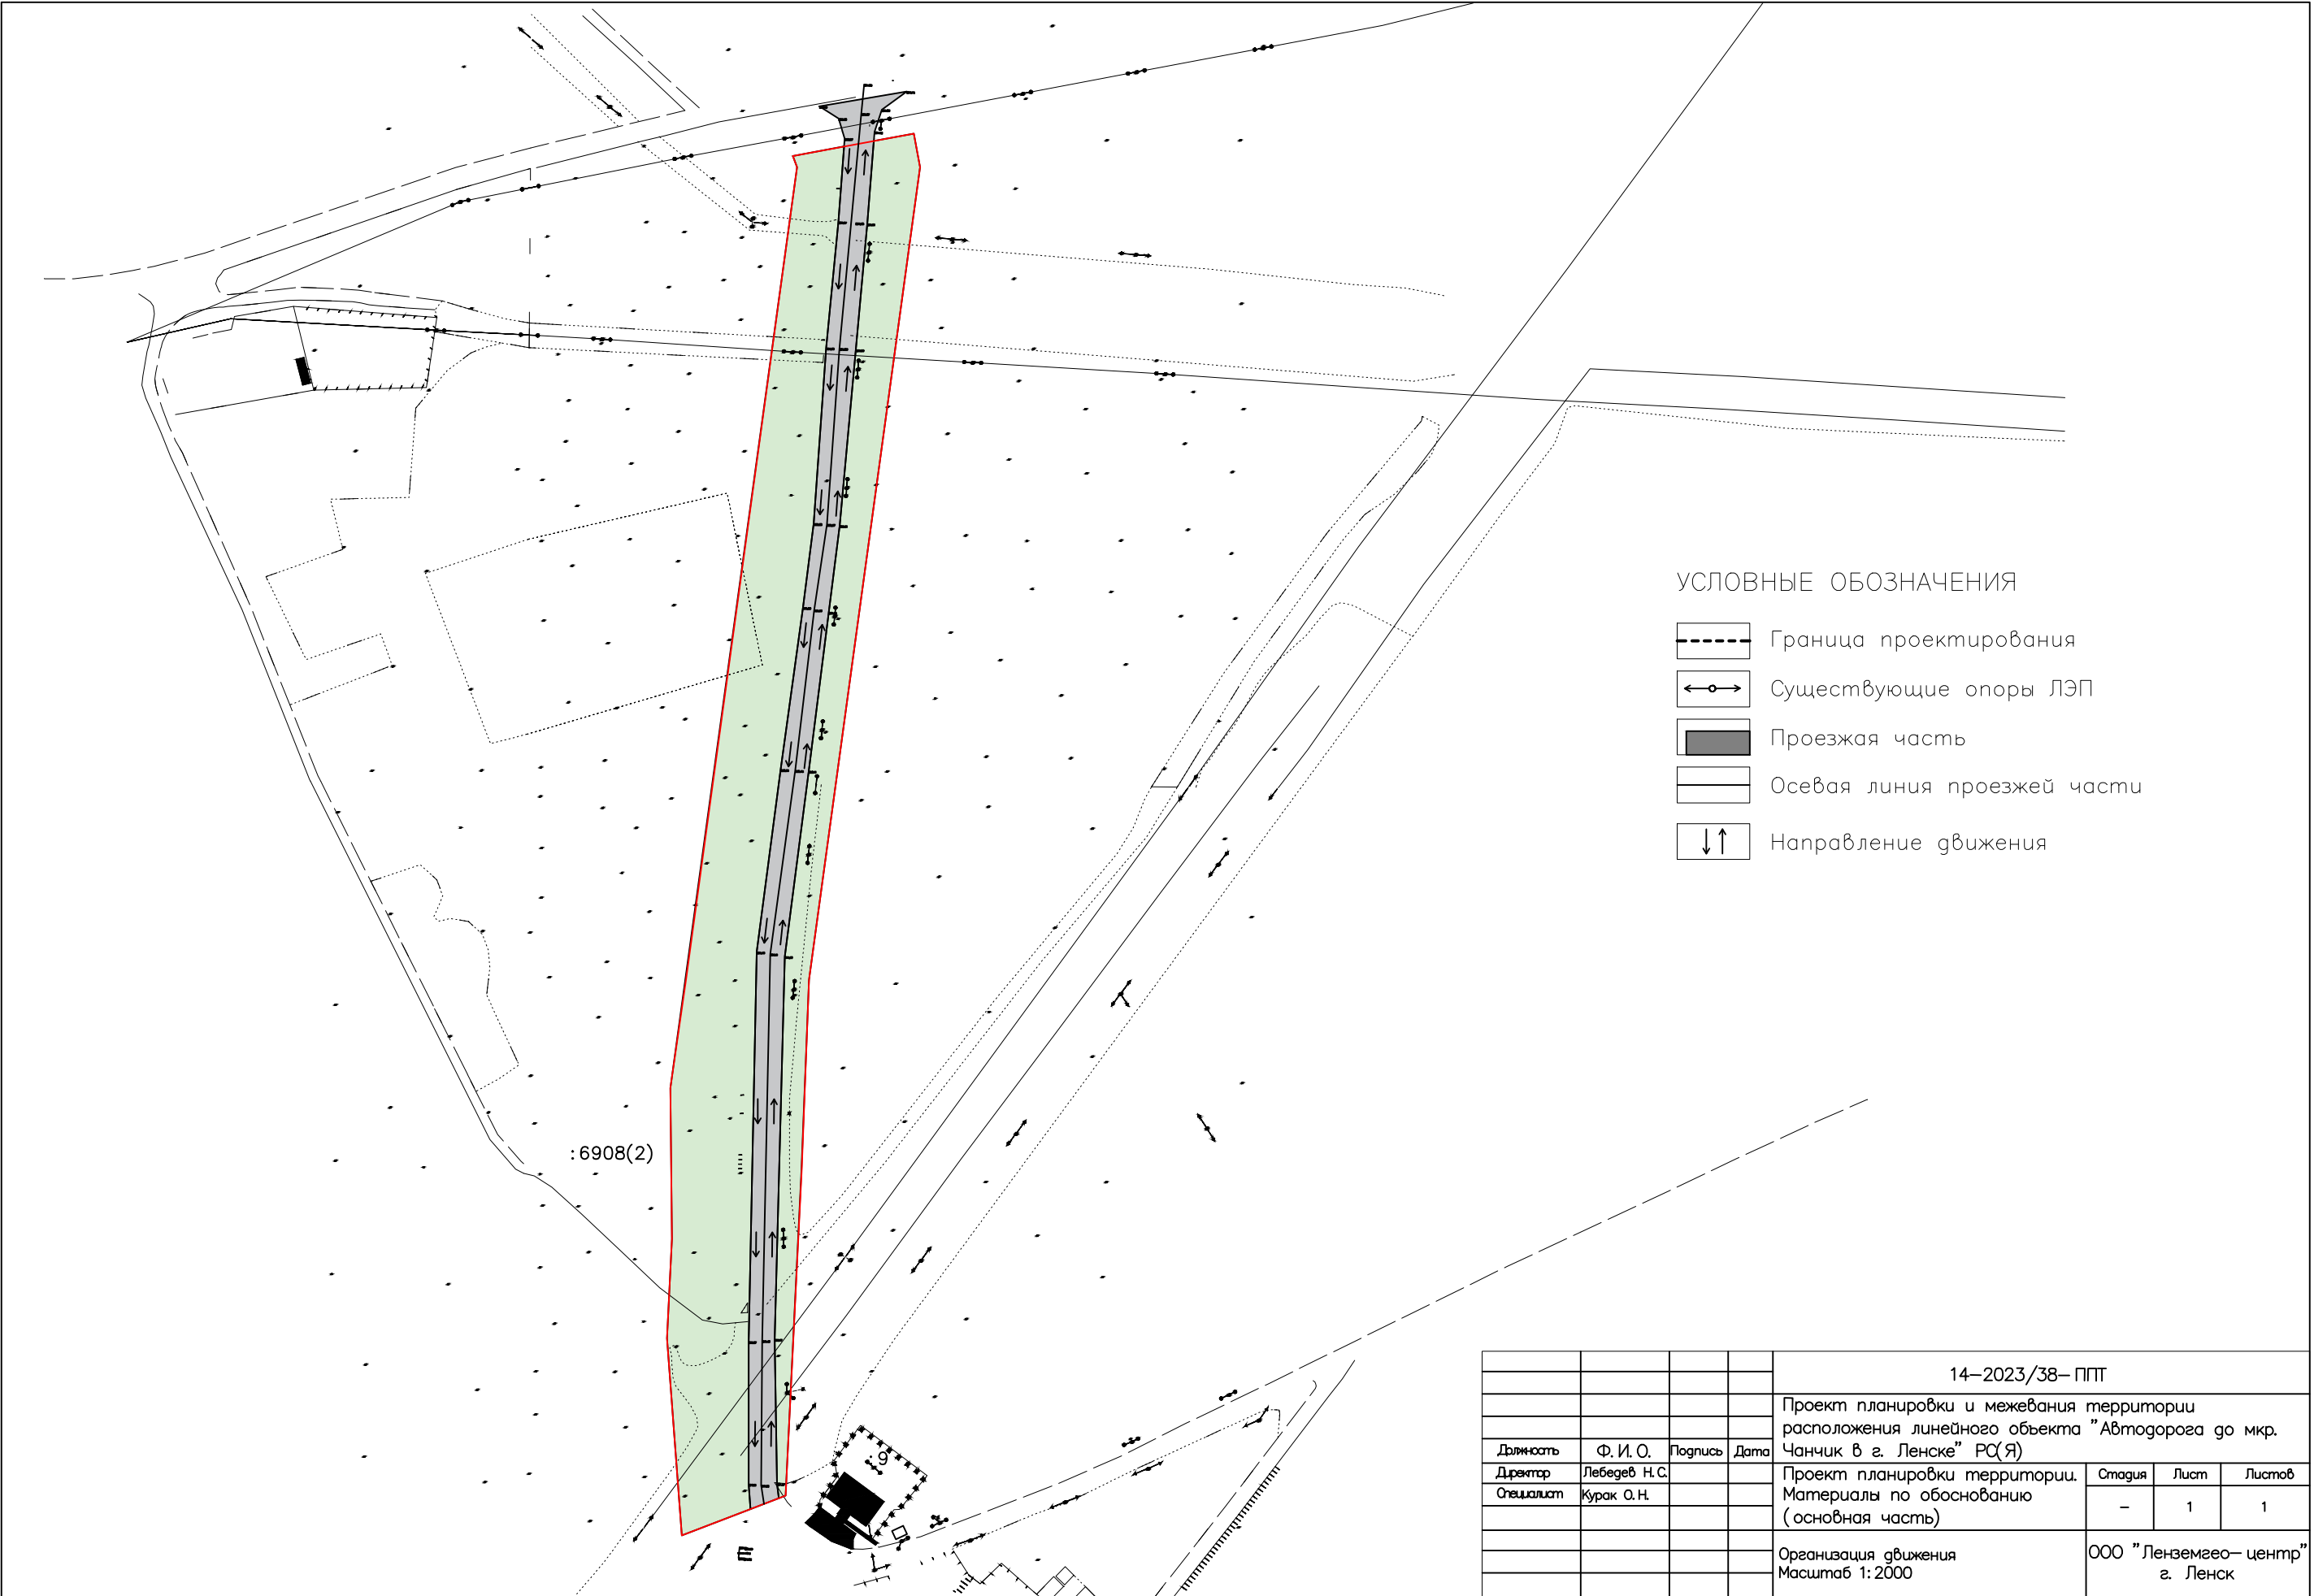 УСЛОВНЫЕ ОБОЗНАЧЕНИЯ
Граница проектирования
Существующие опоры ЛЭП
Проезжая часть
Осевая линия проезжей части
Направление движения
:6908(2)
:9
14-2023/38-ППТ
Проект планировки и межевания территории
расположения линейного объекта "Автодорога до мкр.
Чанчик в г. Ленске" РС(Я)
Должность Ф. И. О. Подпись Дата
Директор Лебедев Н. С.
Специалист Курак О. Н.
Проект планировки территории.
Материалы по обоснованию
(основная часть)
Стадия Лист Листов
– 1 1
Организация движения
Масштаб 1:2000
ООО "Ленземгео-центр"
г. Ленск